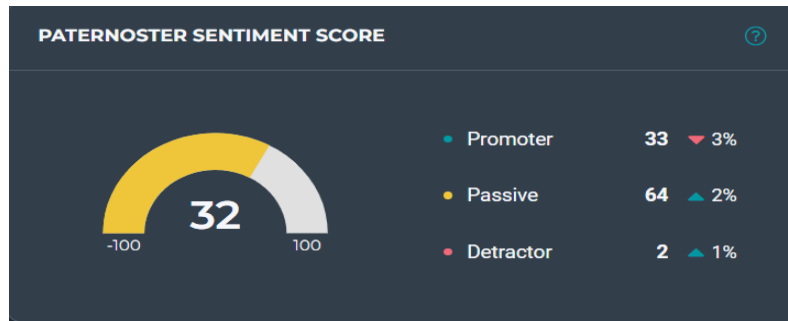 PATERNOSTER SENTIMENT SCORE ?
Promoter 33 3%
Passive 64 2%
32
-100 100
Detractor 2 1%